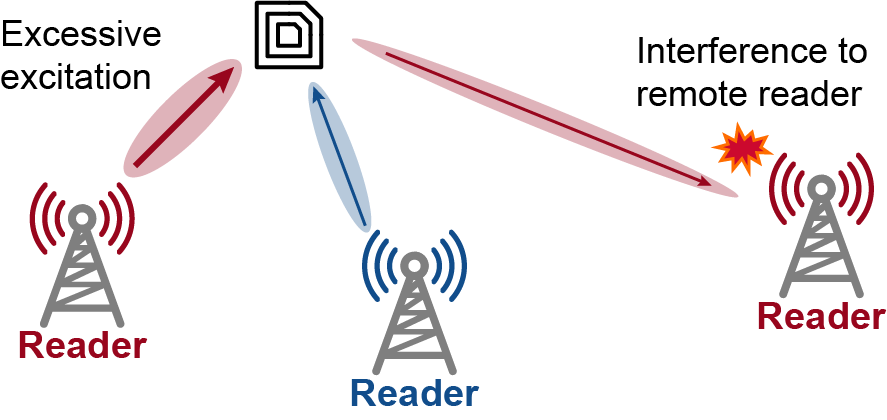 Excessive
excitation
Interference to
remote reader
Reader
Reader
Reader